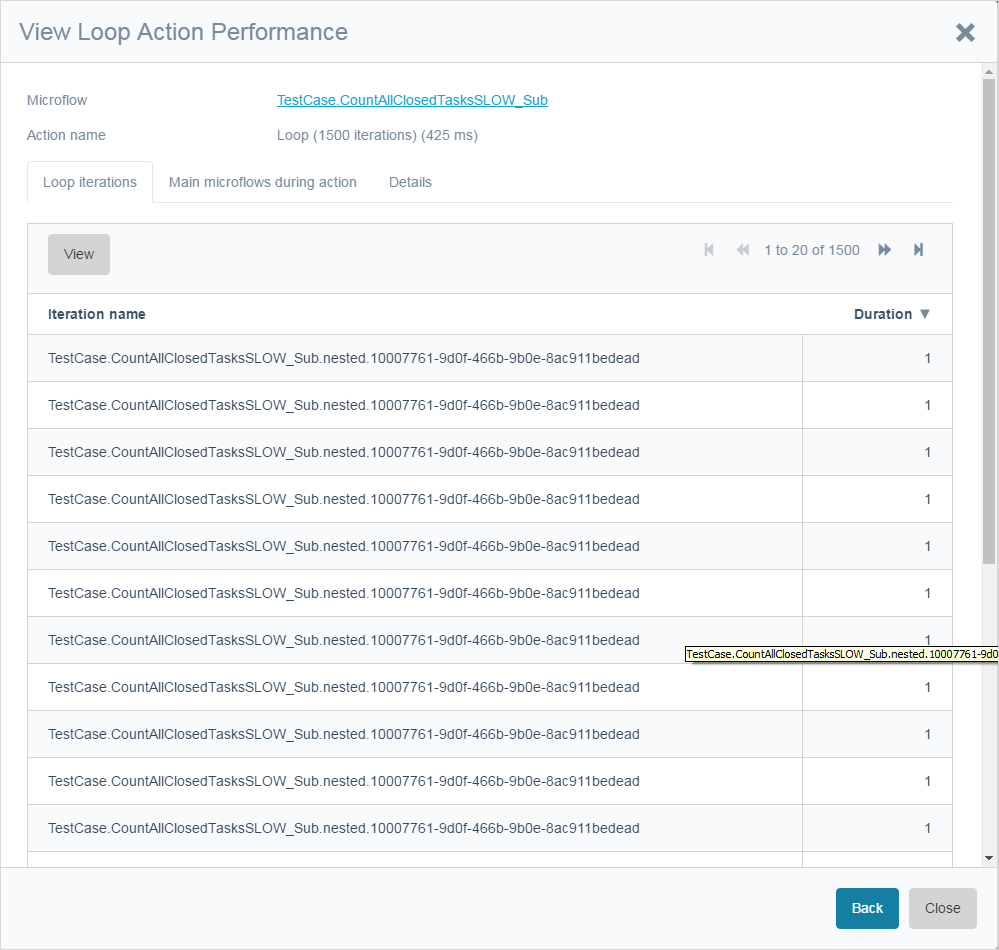 View Loop Action Performance
Microflow TestCase.CountAllClosedTasksSLOW_Sub
Action name Loop (1500 iterations) (425 ms)
Loop iterations Main microflows during action Details
View 1 to 20 of 1500
Iteration name Duration ▼
TestCase.CountAllClosedTasksSLOW_Sub.nested.10007761-9d0f-466b-9b0e-8ac911bedead 1
TestCase.CountAllClosedTasksSLOW_Sub.nested.10007761-9d0f-466b-9b0e-8ac911bedead 1
TestCase.CountAllClosedTasksSLOW_Sub.nested.10007761-9d0f-466b-9b0e-8ac911bedead 1
TestCase.CountAllClosedTasksSLOW_Sub.nested.10007761-9d0f-466b-9b0e-8ac911bedead 1
TestCase.CountAllClosedTasksSLOW_Sub.nested.10007761-9d0f-466b-9b0e-8ac911bedead 1
TestCase.CountAllClosedTasksSLOW_Sub.nested.10007761-9d0f-466b-9b0e-8ac911bedead 1
TestCase.CountAllClosedTasksSLOW_Sub.nested.10007761-9d0f-466b-9b0e-8ac911bedead 1
TestCase.CountAllClosedTasksSLOW_Sub.nested.10007761-9d0
TestCase.CountAllClosedTasksSLOW_Sub.nested.10007761-9d0f-466b-9b0e-8ac911bedead 1
TestCase.CountAllClosedTasksSLOW_Sub.nested.10007761-9d0f-466b-9b0e-8ac911bedead 1
TestCase.CountAllClosedTasksSLOW_Sub.nested.10007761-9d0f-466b-9b0e-8ac911bedead 1
TestCase.CountAllClosedTasksSLOW_Sub.nested.10007761-9d0f-466b-9b0e-8ac911bedead 1
Back Close